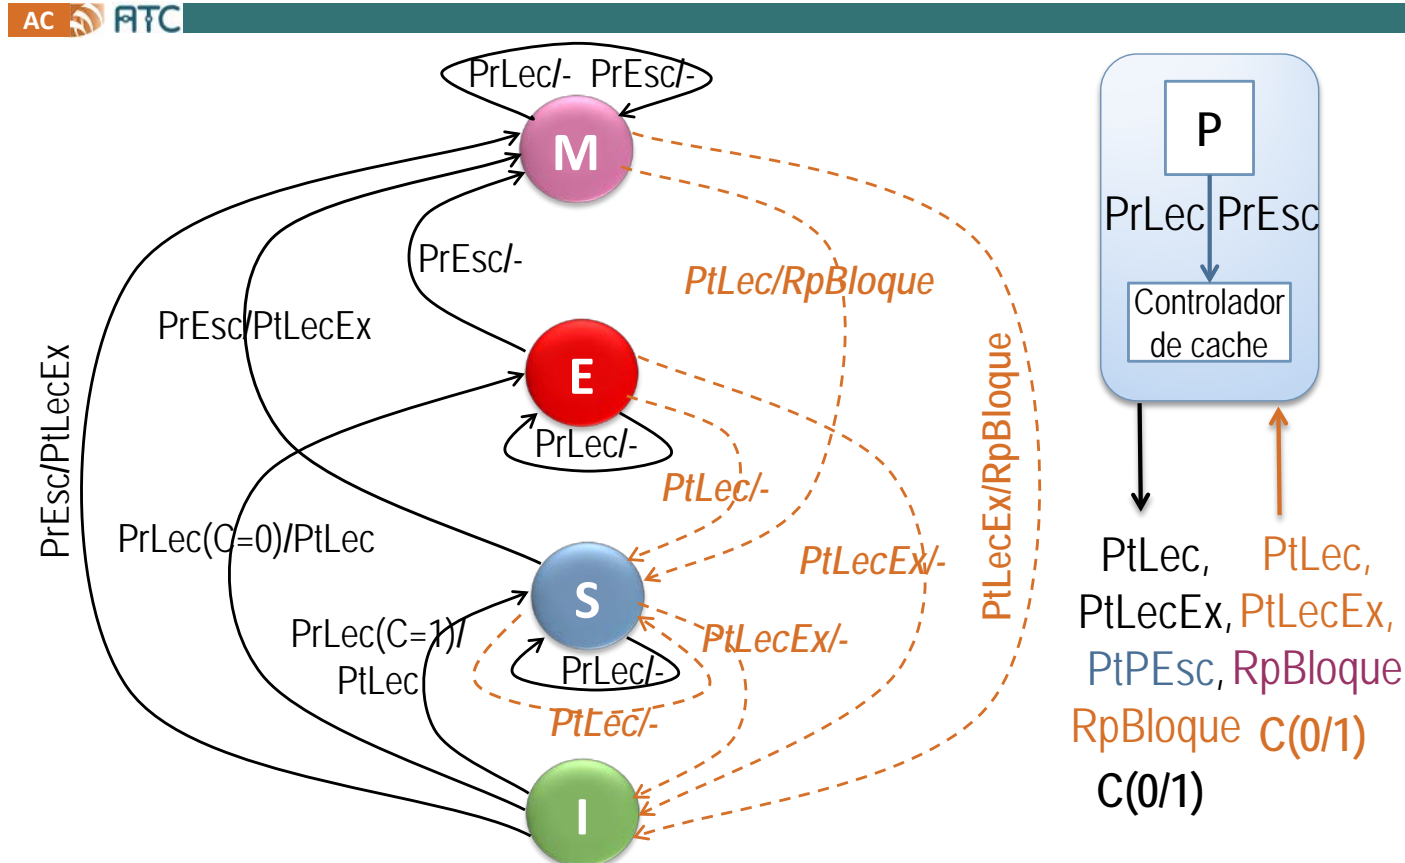 AC ATC
PrLec/- PrEsc/-
M
PrEsc/-
PtLec/RpBloque
PrEsc/PtLecEx
PrEsc/PtLecEx
E
PrLec/-
PtLec/-
PtLecEx/RpBloque
PrLec(C=0)/PtLec
PtLecEx/-
S
PrLec(C=1)/
PtLec
PrLec/-
PtLecEx/-
PtLec/-
I
P
PrLec PrEsc
Controlador
de cache
PtLec, PtLec,
PtLecEx, PtLecEx,
PtPEsc, RpBloque
RpBloque C(0/1)
C(0/1)